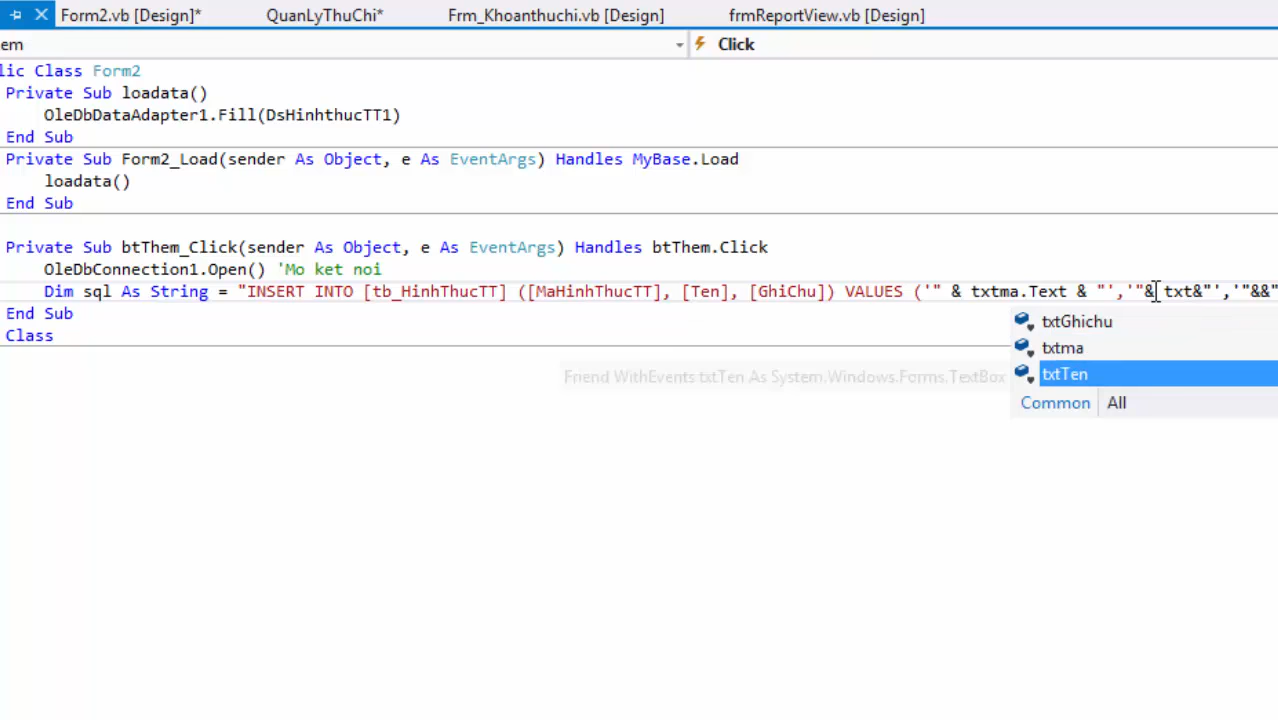 Form2.vb [Design]* QuanLyThuChi* Frm_Khoanthuchi.vb [Design] frmReportView.vb [Design]
em Click
lic Class Form2
Private Sub loadata()
OleDbDataAdapter1.Fill(DsHinhthucTT1)
End Sub
Private Sub Form2_Load(sender As Object, e As EventArgs) Handles MyBase.Load
loadata()
End Sub
Private Sub btThem_Click(sender As Object, e As EventArgs) Handles btThem.Click
OleDbConnection1.Open() 'Mo ket noi
Dim sql As String = "INSERT INTO [tb_HinhThucTT] ([MaHinhThucTT], [Ten], [GhiChu]) VALUES ('" & txtma.Text & "','"& txt&"','"&&"
End Sub
Class
txtGhichu
txtma
Friend WithEvents txtTen As System.Windows.Forms.TextBox txtTen
Common All